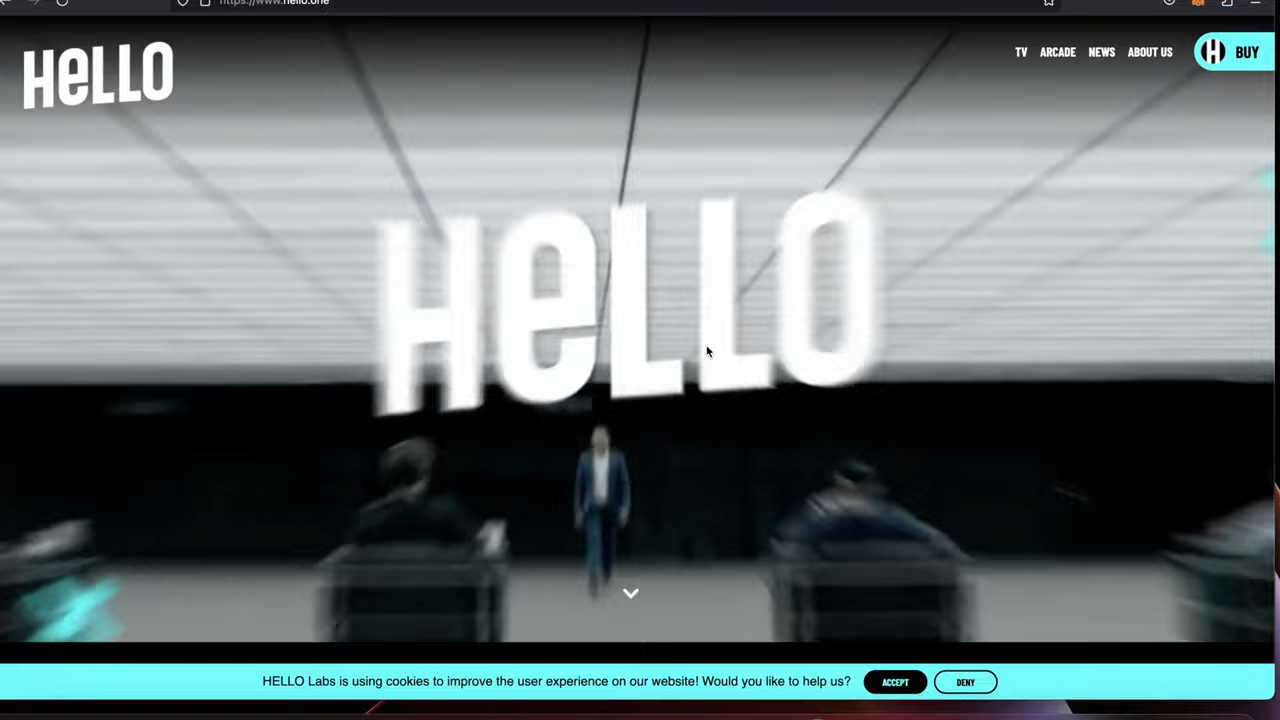 https://www.hello.one
HELLO
TV ARCADE NEWS ABOUT US
H BUY
HELLO
HELLO Labs is using cookies to improve the user experience on our website! Would you like to help us? ACCEPT DENY